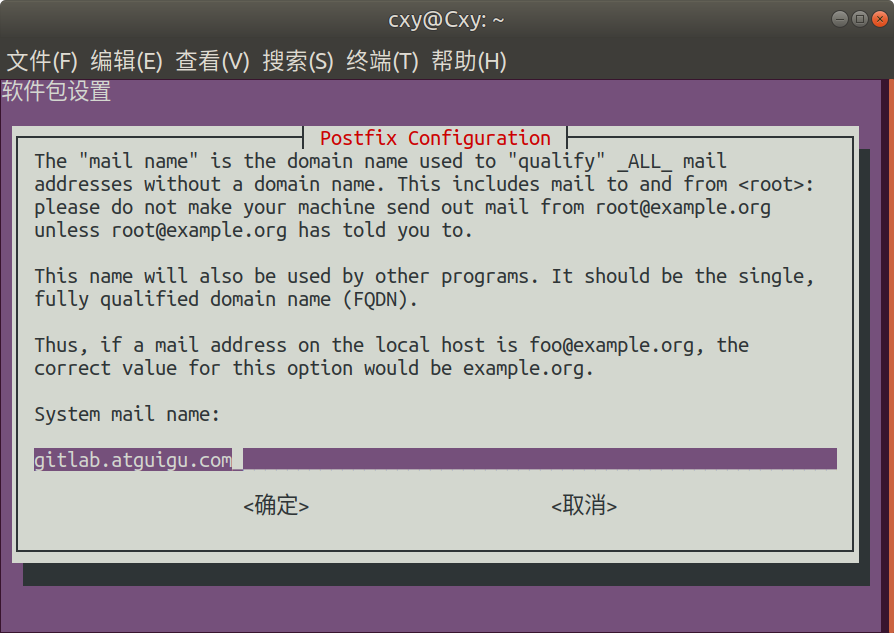 cxy@Cxy: ~
文件(F) 编辑(E) 查看(V) 搜索(S) 终端(T) 帮助(H)
软件包设置
Postfix Configuration
The "mail name" is the domain name used to "qualify" _ALL_ mail
addresses without a domain name. This includes mail to and from <root>:
please do not make your machine send out mail from root@example.org
unless root@example.org has told you to.
This name will also be used by other programs. It should be the single,
fully qualified domain name (FQDN).
Thus, if a mail address on the local host is foo@example.org, the
correct value for this option would be example.org.
System mail name:
gitlab.atguigu.com
<确定> <取消>